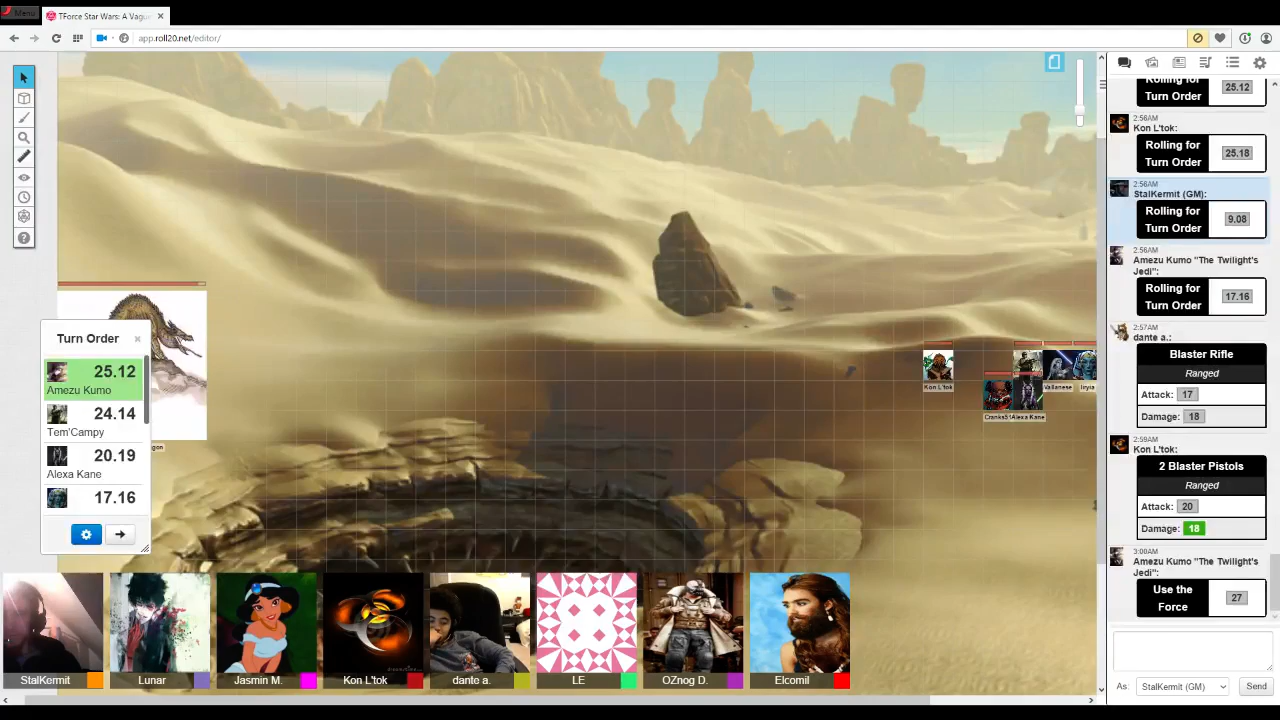 Menu
TForce Star Wars: A Vagu
app.roll20.net/editor/
Rolling for
Turn Order
25.12
2:56AM
Kon L'tok:
Rolling for
Turn Order
25.18
2:56AM
StalKermit (GM):
Rolling for
Turn Order
9.08
2:56AM
Amezu Kumo "The Twilight's
Jedi":
Rolling for
Turn Order
17.16
2:57AM
dante a.:
Blaster Rifle
Ranged
Attack: 17
Damage: 18
2:59AM
Kon L'tok:
2 Blaster Pistols
Ranged
Attack: 20
Damage: 18
3:00AM
Amezu Kumo "The Twilight's
Jedi":
Use the
Force
27
As: StalKermit (GM)
Send
Turn Order
25.12
Amezu Kumo
24.14
Tem'Campy
20.19
Alexa Kane
17.16
Kon L'tok
Vallanese
Alexa Kane
StalKermit
Lunar
Jasmin M.
Kon L'tok
dante a.
LE
OZnog D.
Elcomil